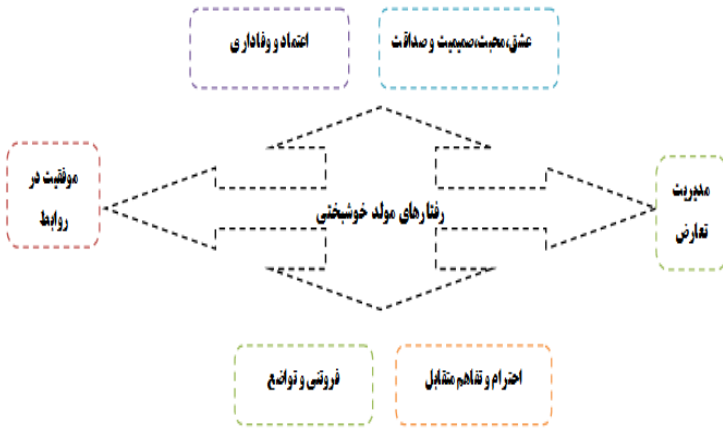 عشق،محبت،صمیمیت و صداقت
اعتماد و وفاداری
مدیریت
تعارض
رفتارهای مولد خوشبختی
موفقیت در
روابط
احترام و تفاهم متقابل
فروتنی و تواضع